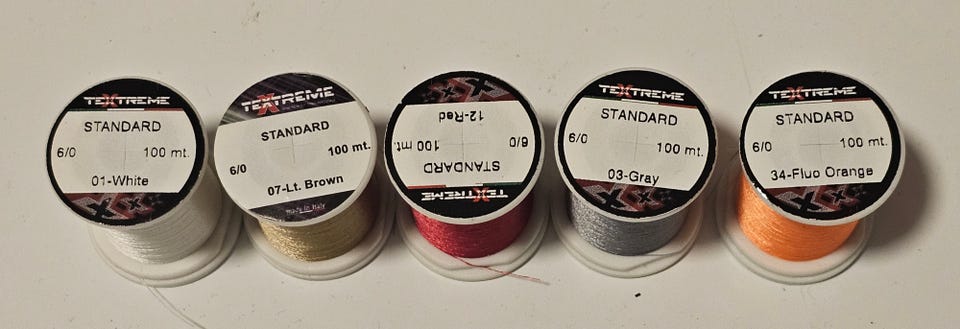 TEXTREME
STANDARD
6/0 100 mt.
01-White
TEXTREME
STANDARD
6/0 100 mt.
07-Lt. Brown
Made in Italy
TEXTREME
STANDARD
6/0 100 mt.
12-Red
TEXTREME
STANDARD
6/0 100 mt.
03-Gray
TEXTREME
STANDARD
6/0 100 mt.
34-Fluo Orange